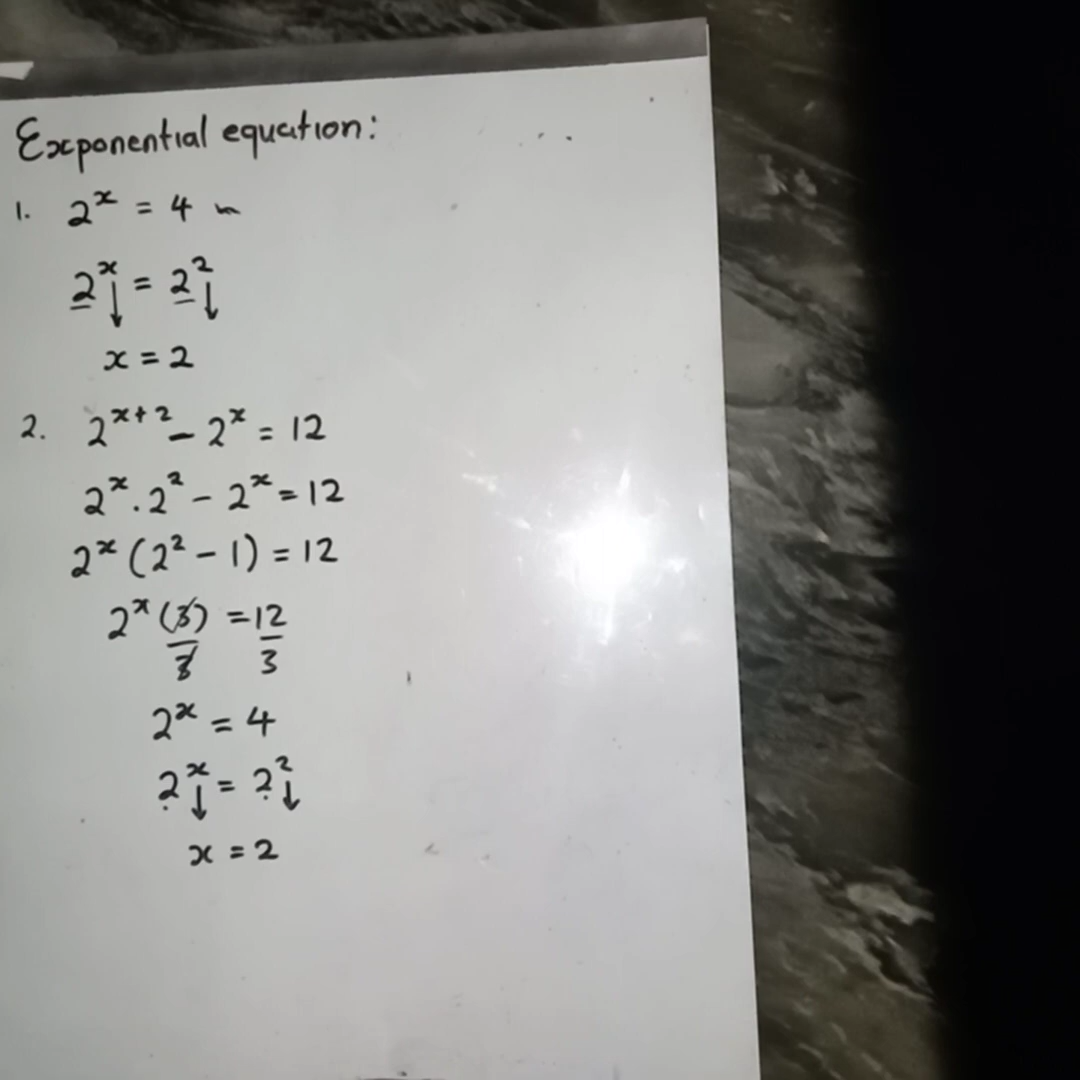 Exponential equation:
1. 2^x = 4
2^x = 2^2
x = 2
2. 2^(x+2) - 2^x = 12
2^x . 2^2 - 2^x = 12
2^x (2^2 - 1) = 12
2^x (3)/3 = 12/3
2^x = 4
2^x = 2^2
x = 2